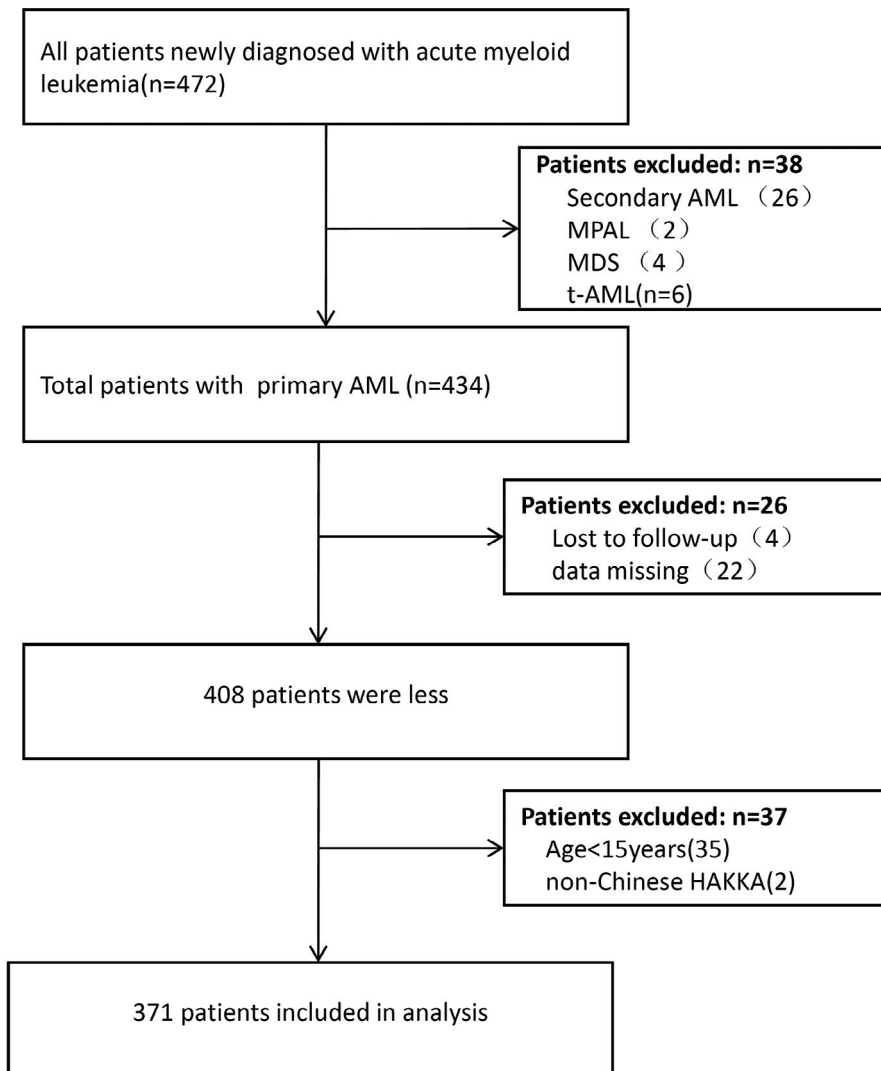 All patients newly diagnosed with acute myeloid
leukemia(n=472)
Patients excluded: n=38
Secondary AML （26）
MPAL （2）
MDS （4 ）
t-AML(n=6)
Total patients with  primary AML (n=434)
Patients excluded: n=26
Lost to follow-up（4）
data missing（22）
408 patients were less
Patients excluded: n=37
Age<15years(35)
non-Chinese HAKKA(2)
371 patients included in analysis